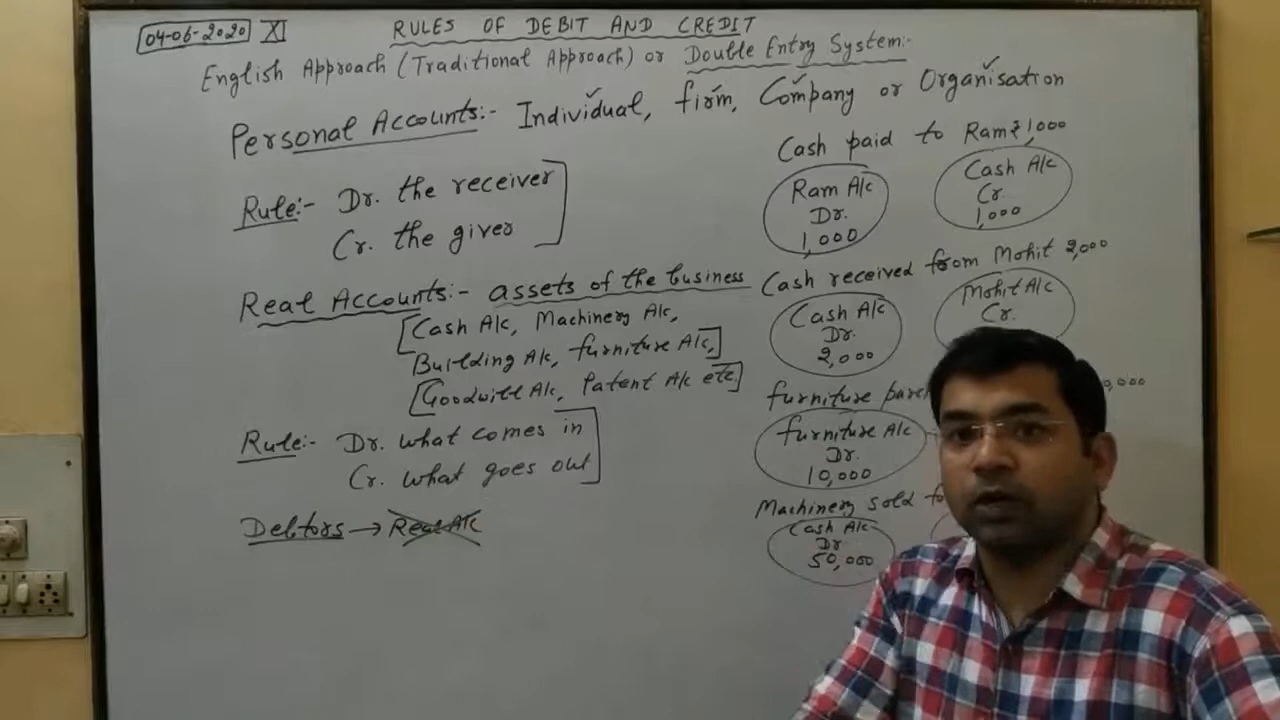 04-06-2020 XI
RULES OF DEBIT AND CREDIT
English Approach (Traditional Approach) or Double Entry System:-
Personal Accounts:- Individual, firm, Company or Organisation
Rule:- Dr. the receiver
Cr. the giver
Real Accounts:- assets of the business
[Cash A/c, Machinery A/c,
Building A/c, furniture A/c,]
[Goodwill A/c, Patent A/c etc.]
Rule:- Dr. what comes in
Cr. what goes out
Debtors → Real A/c
Cash paid to Ram ₹1,000
Ram A/c
Dr.
1,000
Cash A/c
Cr.
1,000
Cash received from Mohit 2,000
Cash A/c
Dr.
2,000
Mohit A/c
Cr.
furniture
furniture A/c
Dr.
10,000
Machinery sold
Cash A/c
Dr
50,000